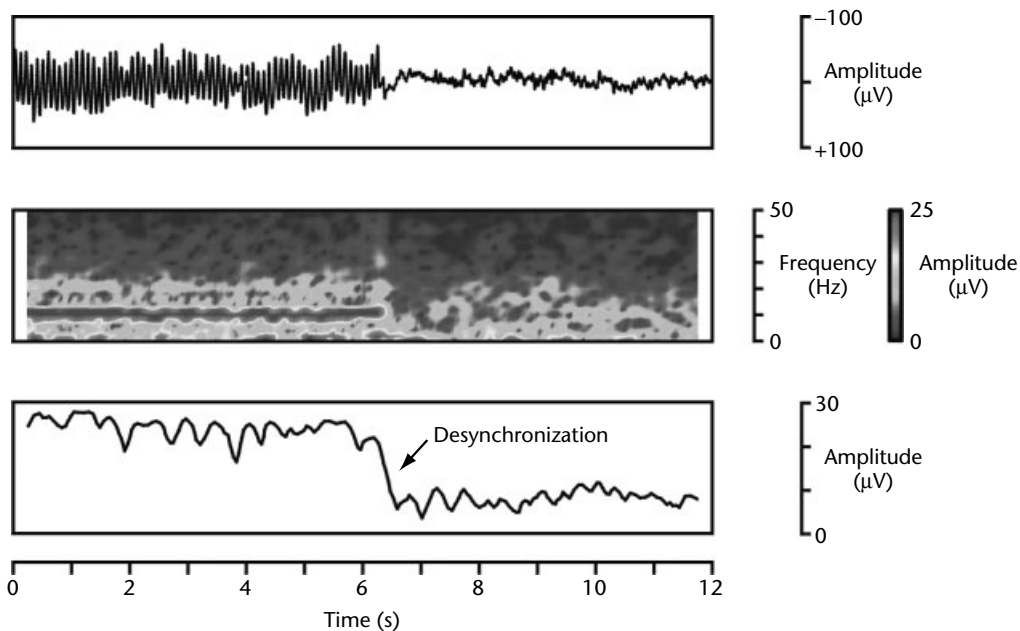 −100
Amplitude
(μV)
+100
50
25
Frequency
(Hz)
Amplitude
(μV)
0
0
30
Desynchronization
Amplitude
(μV)
0
0 2 4 6 8 10 12
Time (s)